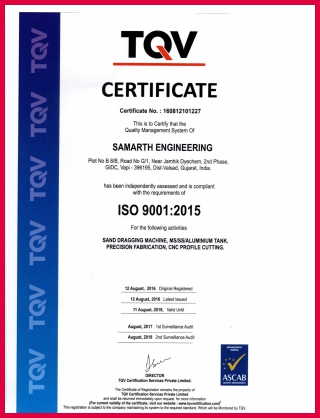 TQV
CERTIFICATE
Certificate No. : 160812101227
This is to Certify that the
Quality Management System Of
SAMARTH ENGINEERING
Plot No B 8/B, Road No G/1, Near Jamhik Dyechem, 2nd Phase,
GIDC, Vapi - 396195, Dist-Valsad, Gujarat, India.
has been independently assessed and is compliant
with the requirements of
ISO 9001:2015
For the following activities
SAND DRAGGING MACHINE, MS/SS/ALUMINIUM TANK,
PRECISION FABRICATION, CNC PROFILE CUTTING.
12 August, 2016 Original Registered
12 August, 2016 Latest Issued
11 August, 2019, Valid Until
August, 2017 1st Surveillance Audit
August, 2018 2nd Surveillance Audit
DIRECTOR
TQV Certification Services Private Limited.
The Certificate of Registration remains the property of
TQV Certification Services Private Limited
and shall be returned immediately upon request. for more information
(For current validity of the certificate, visit our website : www.tqvcertification.com)
This registration is subject to the company maintaining its system to the required standard. Which will be Monitored by TQV.
ASCAB
TQV
TQV
TQV
TQV
TQV
TQV